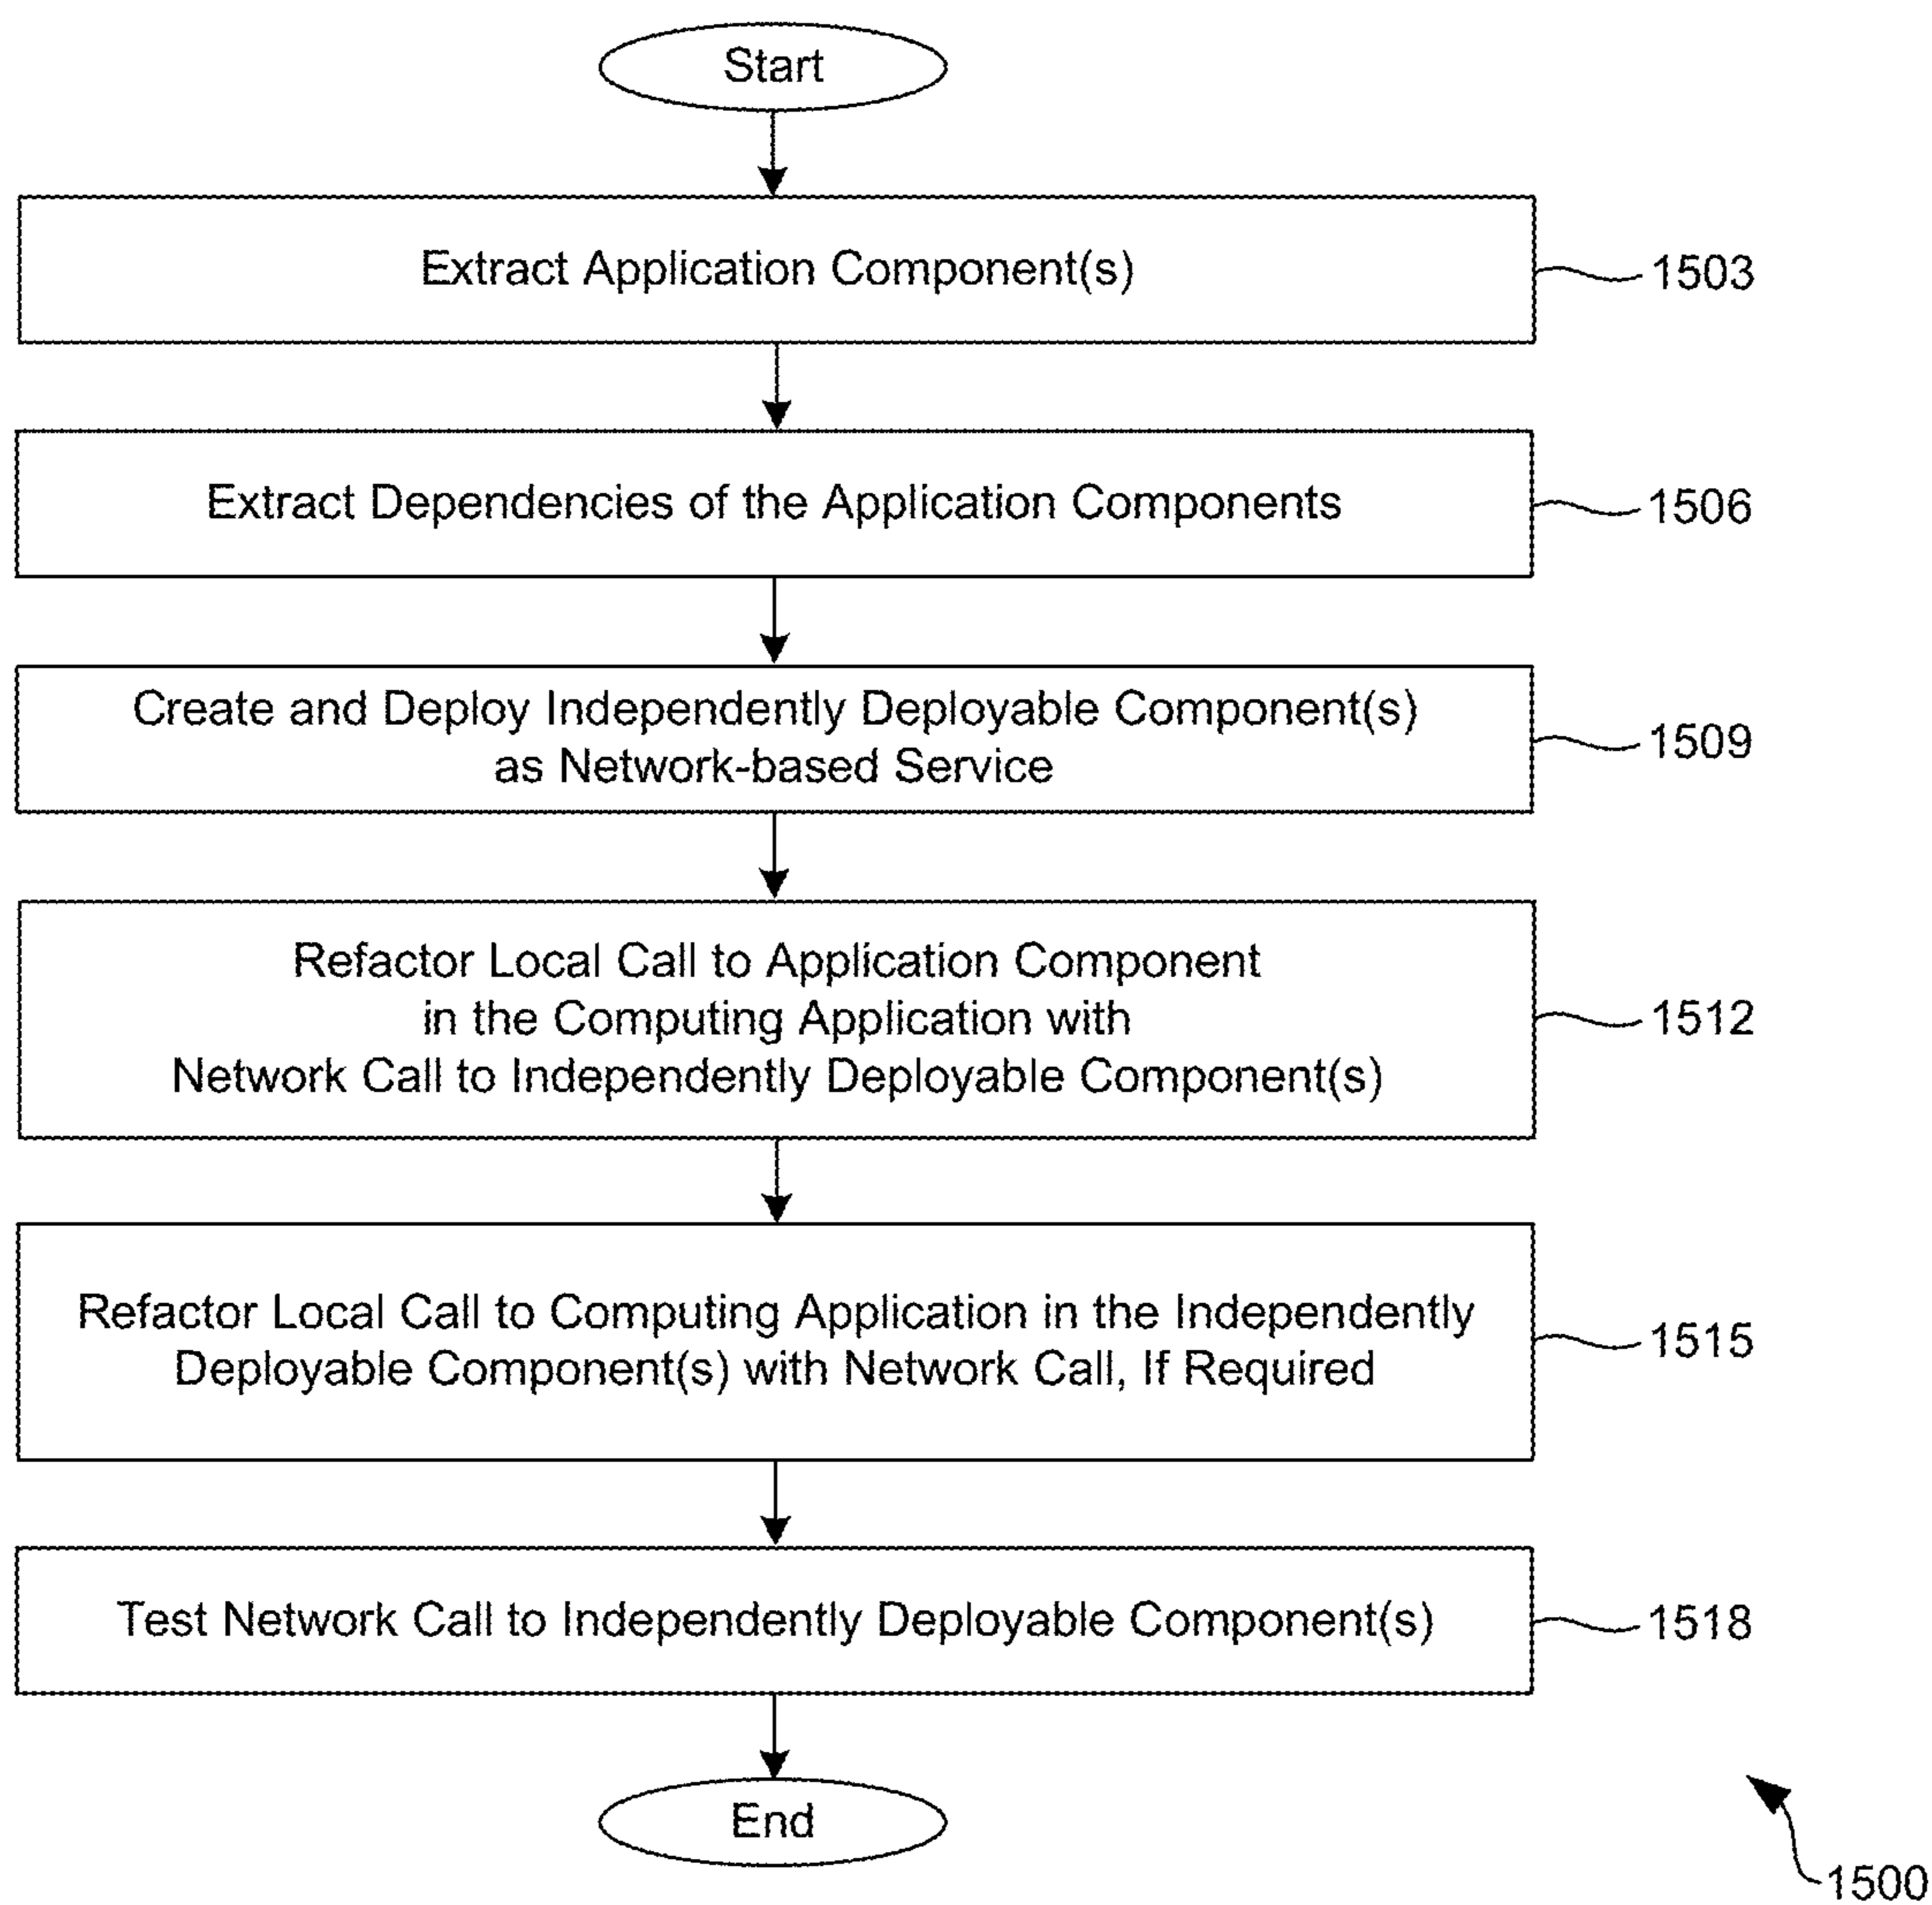 Start
Extract Application Component(s)
1503
Extract Dependencies of the Application Components
1506
Create and Deploy Independently Deployable Component(s)
as Network-based Service
1509
Refactor Local Call to Application Component
in the Computing Application with
Network Call to Independently Deployable Component(s)
1512
Refactor Local Call to Computing Application in the Independently
Deployable Component(s) with Network Call, If Required
1515
Test Network Call to Independently Deployable Component(s)
1518
End
1500